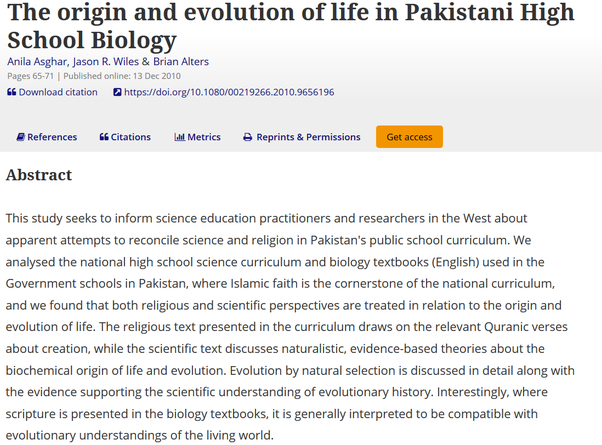 The origin and evolution of life in Pakistani High
School Biology
Anila Asghar, Jason R. Wiles & Brian Alters
Pages 65-71 | Published online: 13 Dec 2010
Download citation https://doi.org/10.1080/00219266.2010.9656196
References Citations Metrics Reprints & Permissions Get access
Abstract
This study seeks to inform science education practitioners and researchers in the West about
apparent attempts to reconcile science and religion in Pakistan's public school curriculum. We
analysed the national high school science curriculum and biology textbooks (English) used in the
Government schools in Pakistan, where Islamic faith is the cornerstone of the national curriculum,
and we found that both religious and scientific perspectives are treated in relation to the origin and
evolution of life. The religious text presented in the curriculum draws on the relevant Quranic verses
about creation, while the scientific text discusses naturalistic, evidence-based theories about the
biochemical origin of life and evolution. Evolution by natural selection is discussed in detail along with
the evidence supporting the scientific understanding of evolutionary history. Interestingly, where
scripture is presented in the biology textbooks, it is generally interpreted to be compatible with
evolutionary understandings of the living world.